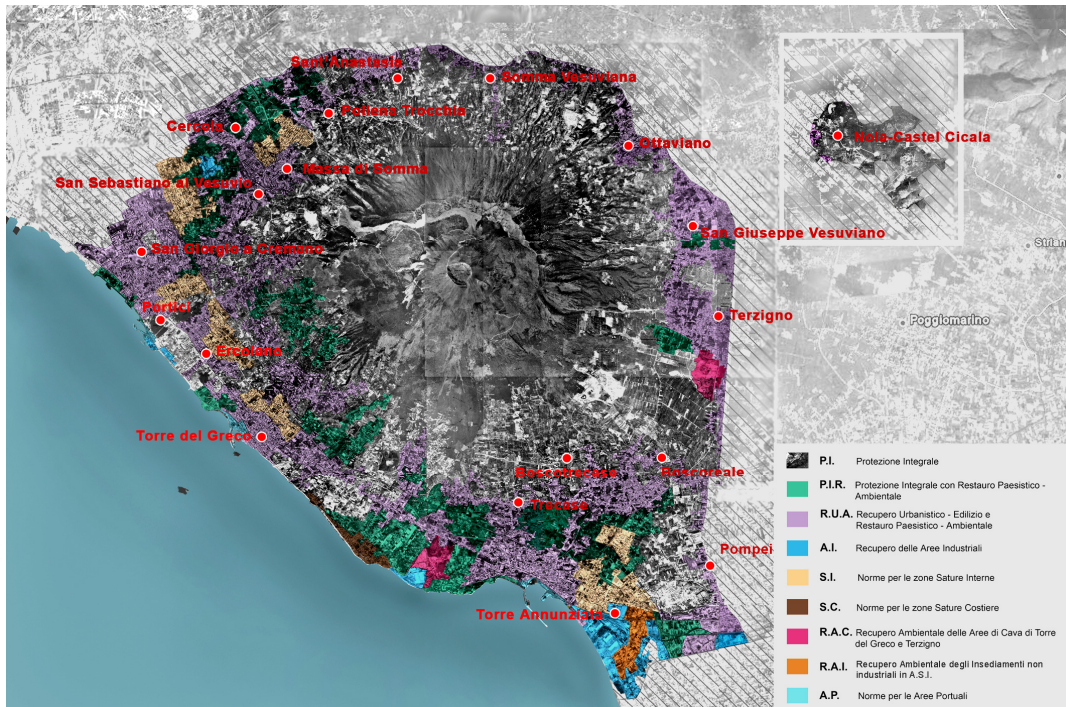 Sant'Anastasia
Somma Vesuviana
Pollena Trocchia
Cercola
Nola-Castel Cicala
Ottaviano
Massa di Somma
San Sebastiano al Vesuvio
San Giuseppe Vesuviano
San Giorgio a Cremano
Strian
Portici
Terzigno
Poggiomarino
Ercolano
Torre del Greco
Boscotrecase
Boscoreale
Trecase
Pompei
Torre Annunziata
P.I. Protezione Integrale
P.I.R. Protezione Integrale con Restauro Paesistico -
Ambientale
R.U.A. Recupero Urbanistico - Edilizio e
Restauro Paesistico - Ambientale
A.I. Recupero delle Aree Industriali
S.I. Norme per le zone Sature Interne
S.C. Norme per le zone Sature Costiere
R.A.C. Recupero Ambientale delle Aree di Cava di Torre
del Greco e Terzigno
R.A.I. Recupero Ambientale degli Insediamenti non
industriali in A.S.I.
A.P. Norme per le Aree Portuali